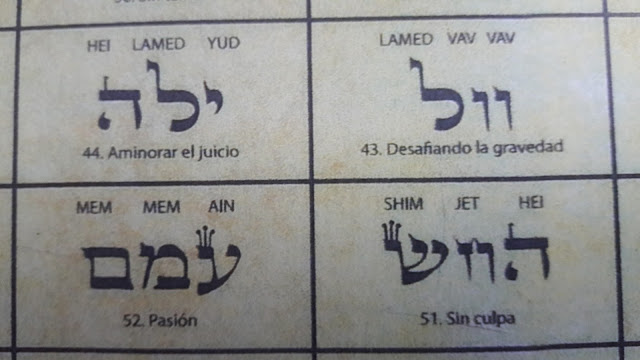 HEI LAMED YUD
ילה
44. Aminorar el juicio
LAMED VAV VAV
וול
43. Desafiando la gravedad
MEM MEM AIN
עמם
52. Pasión
SHIM JET HEI
החש
51. Sin culpa